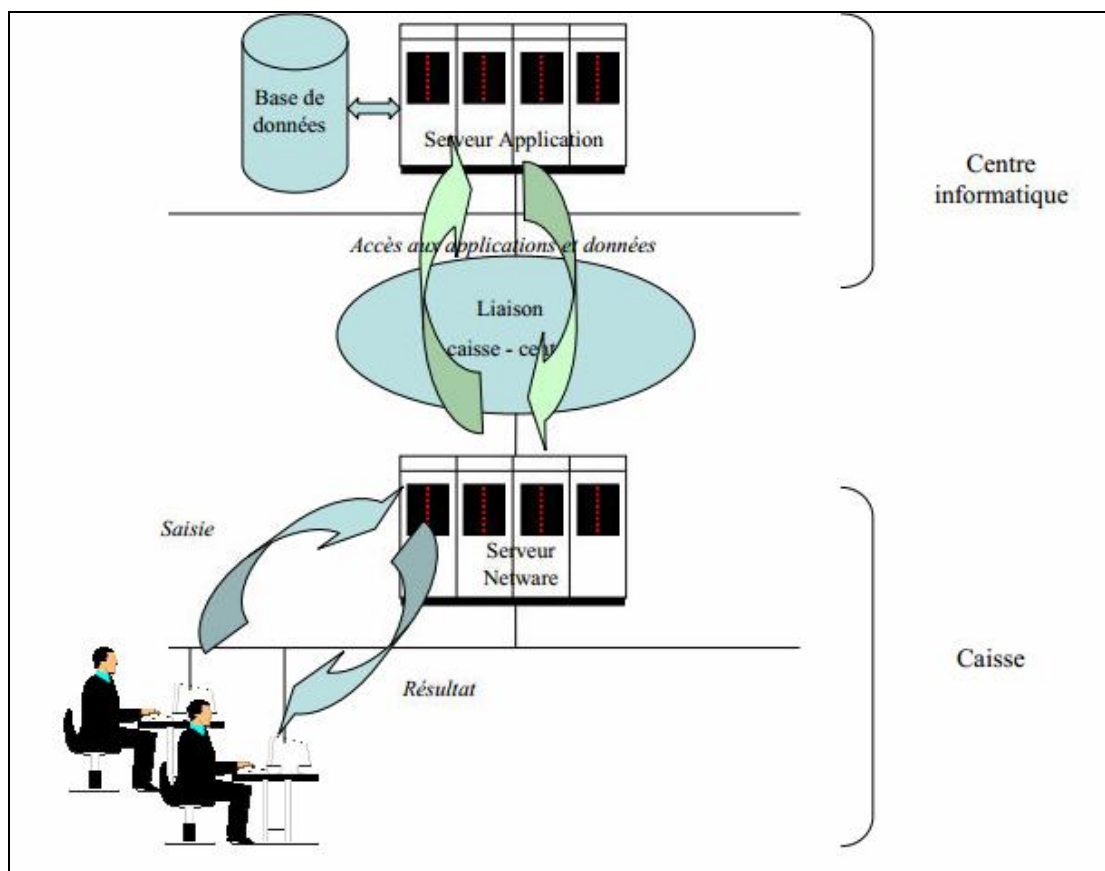 Base de
données
Serveur Application
Centre
informatique
Accès aux applications et données
Liaison
caisse - cent
Saisie
Serveur
Netware
Caisse
Résultat